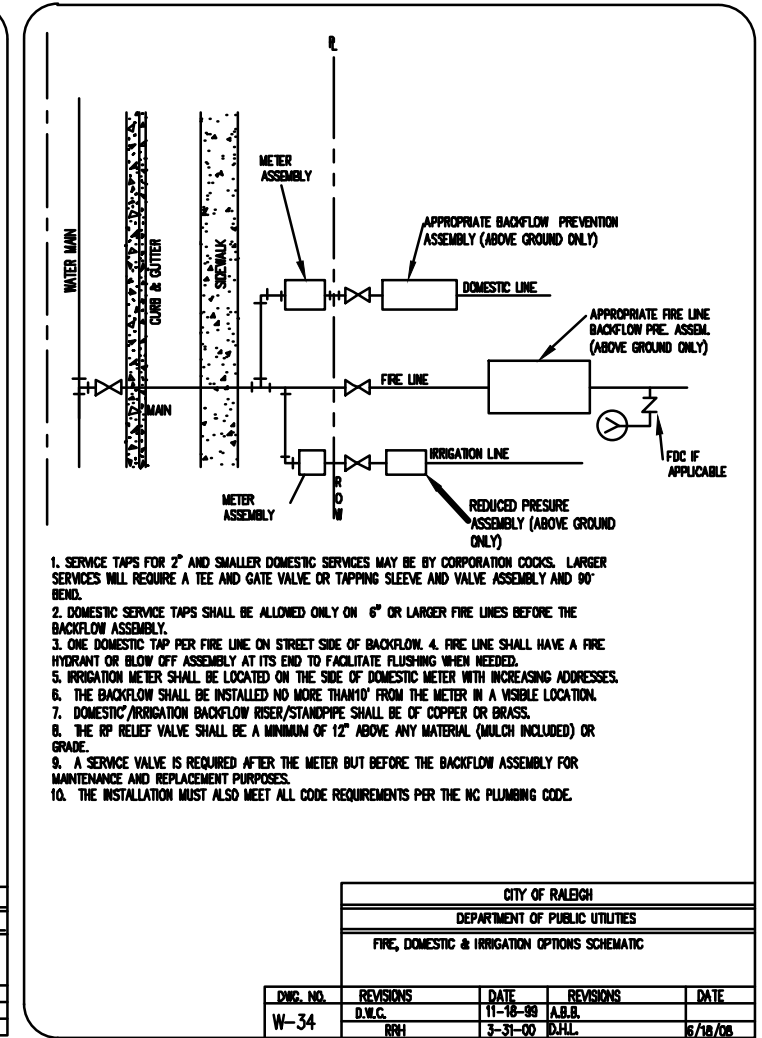 PL
METER
ASSEMBLY
APPROPRIATE BACKFLOW PREVENTION
ASSEMBLY (ABOVE GROUND ONLY)
WATER MAIN
CURB & GUTTER
SIDEWALK
DOMESTIC LINE
APPROPRIATE FIRE LINE
BACKFLOW PRE. ASSEM.
(ABOVE GROUND ONLY)
FIRE LINE
MAIN
IRRIGATION LINE
FDC IF
APPLICABLE
METER
ASSEMBLY
R
O
W
REDUCED PRESURE
ASSEMBLY (ABOVE GROUND
ONLY)
1. SERVICE TAPS FOR 2" AND SMALLER DOMESTIC SERVICES MAY BE BY CORPORATION COCKS. LARGER
SERVICES WILL REQUIRE A TEE AND GATE VALVE OR TAPPING SLEEVE AND VALVE ASSEMBLY AND 90°
BEND.
2. DOMESTIC SERVICE TAPS SHALL BE ALLOWED ONLY ON 6" OR LARGER FIRE LINES BEFORE THE
BACKFLOW ASSEMBLY.
3. ONE DOMESTIC TAP PER FIRE LINE ON STREET SIDE OF BACKFLOW. 4. FIRE LINE SHALL HAVE A FIRE
HYDRANT OR BLOW OFF ASSEMBLY AT ITS END TO FACILITATE FLUSHING WHEN NEEDED.
5. IRRIGATION METER SHALL BE LOCATED ON THE SIDE OF DOMESTIC METER WITH INCREASING ADDRESSES.
6. THE BACKFLOW SHALL BE INSTALLED NO MORE THAN10' FROM THE METER IN A VISIBLE LOCATION.
7. DOMESTIC'/IRRIGATION BACKFLOW RISER/STANDPIPE SHALL BE OF COPPER OR BRASS.
8. THE RP RELIEF VALVE SHALL BE A MINIMUM OF 12" ABOVE ANY MATERIAL (MULCH INCLUDED) OR
GRADE.
9. A SERVICE VALVE IS REQUIRED AFTER THE METER BUT BEFORE THE BACKFLOW ASSEMBLY FOR
MAINTENANCE AND REPLACEMENT PURPOSES.
10. THE INSTALLATION MUST ALSO MEET ALL CODE REQUIREMENTS PER THE NC PLUMBING CODE.
CITY OF RALEIGH
DEPARTMENT OF PUBLIC UTILITIES
FIRE, DOMESTIC & IRRIGATION OPTIONS SCHEMATIC
DWG. NO. REVISIONS DATE REVISIONS DATE
W-34 D.W.C. 11-18-99 A.B.B.
RRH 3-31-00 D.H.L. 6/18/08